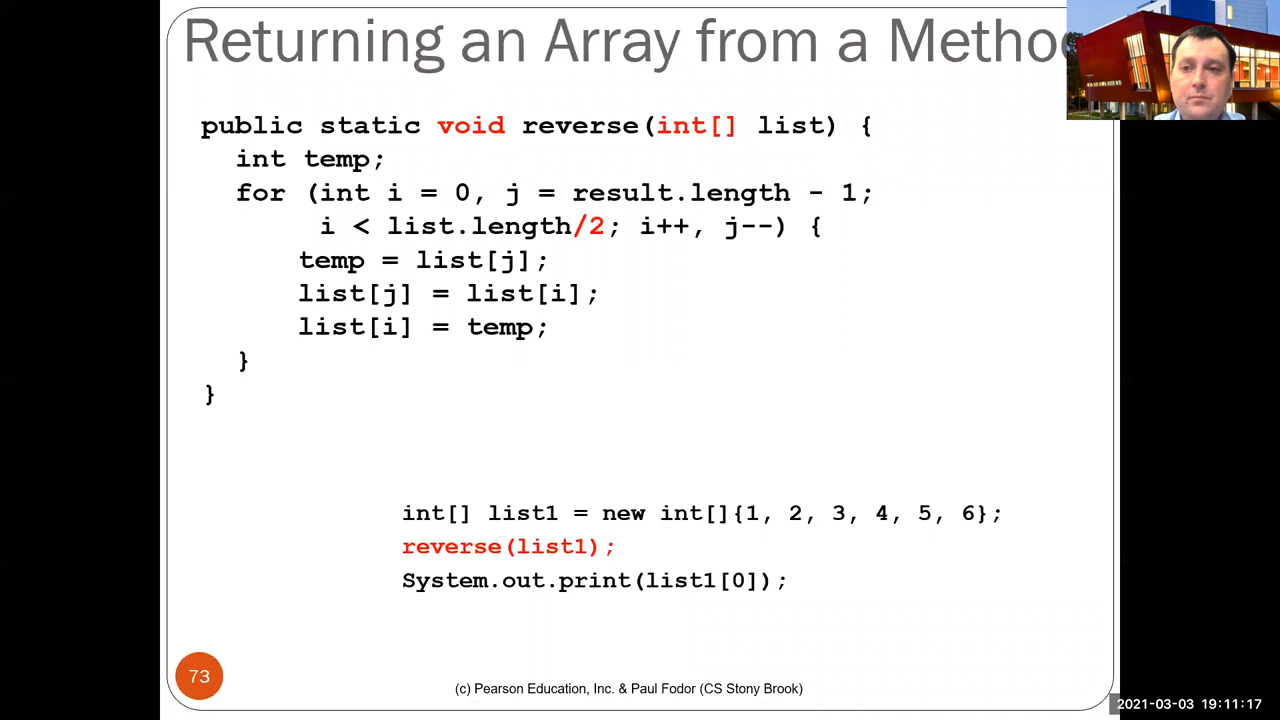 Returning an Array from a Metho
public static void reverse(int[] list) {
int temp;
for (int i = 0, j = result.length - 1;
i < list.length/2; i++, j--) {
temp = list[j];
list[j] = list[i];
list[i] = temp;
}
}
int[] list1 = new int[]{1, 2, 3, 4, 5, 6};
reverse(list1);
System.out.print(list1[0]);
73
(c) Pearson Education, Inc. & Paul Fodor (CS Stony Brook)
2021-03-03 19:11:17